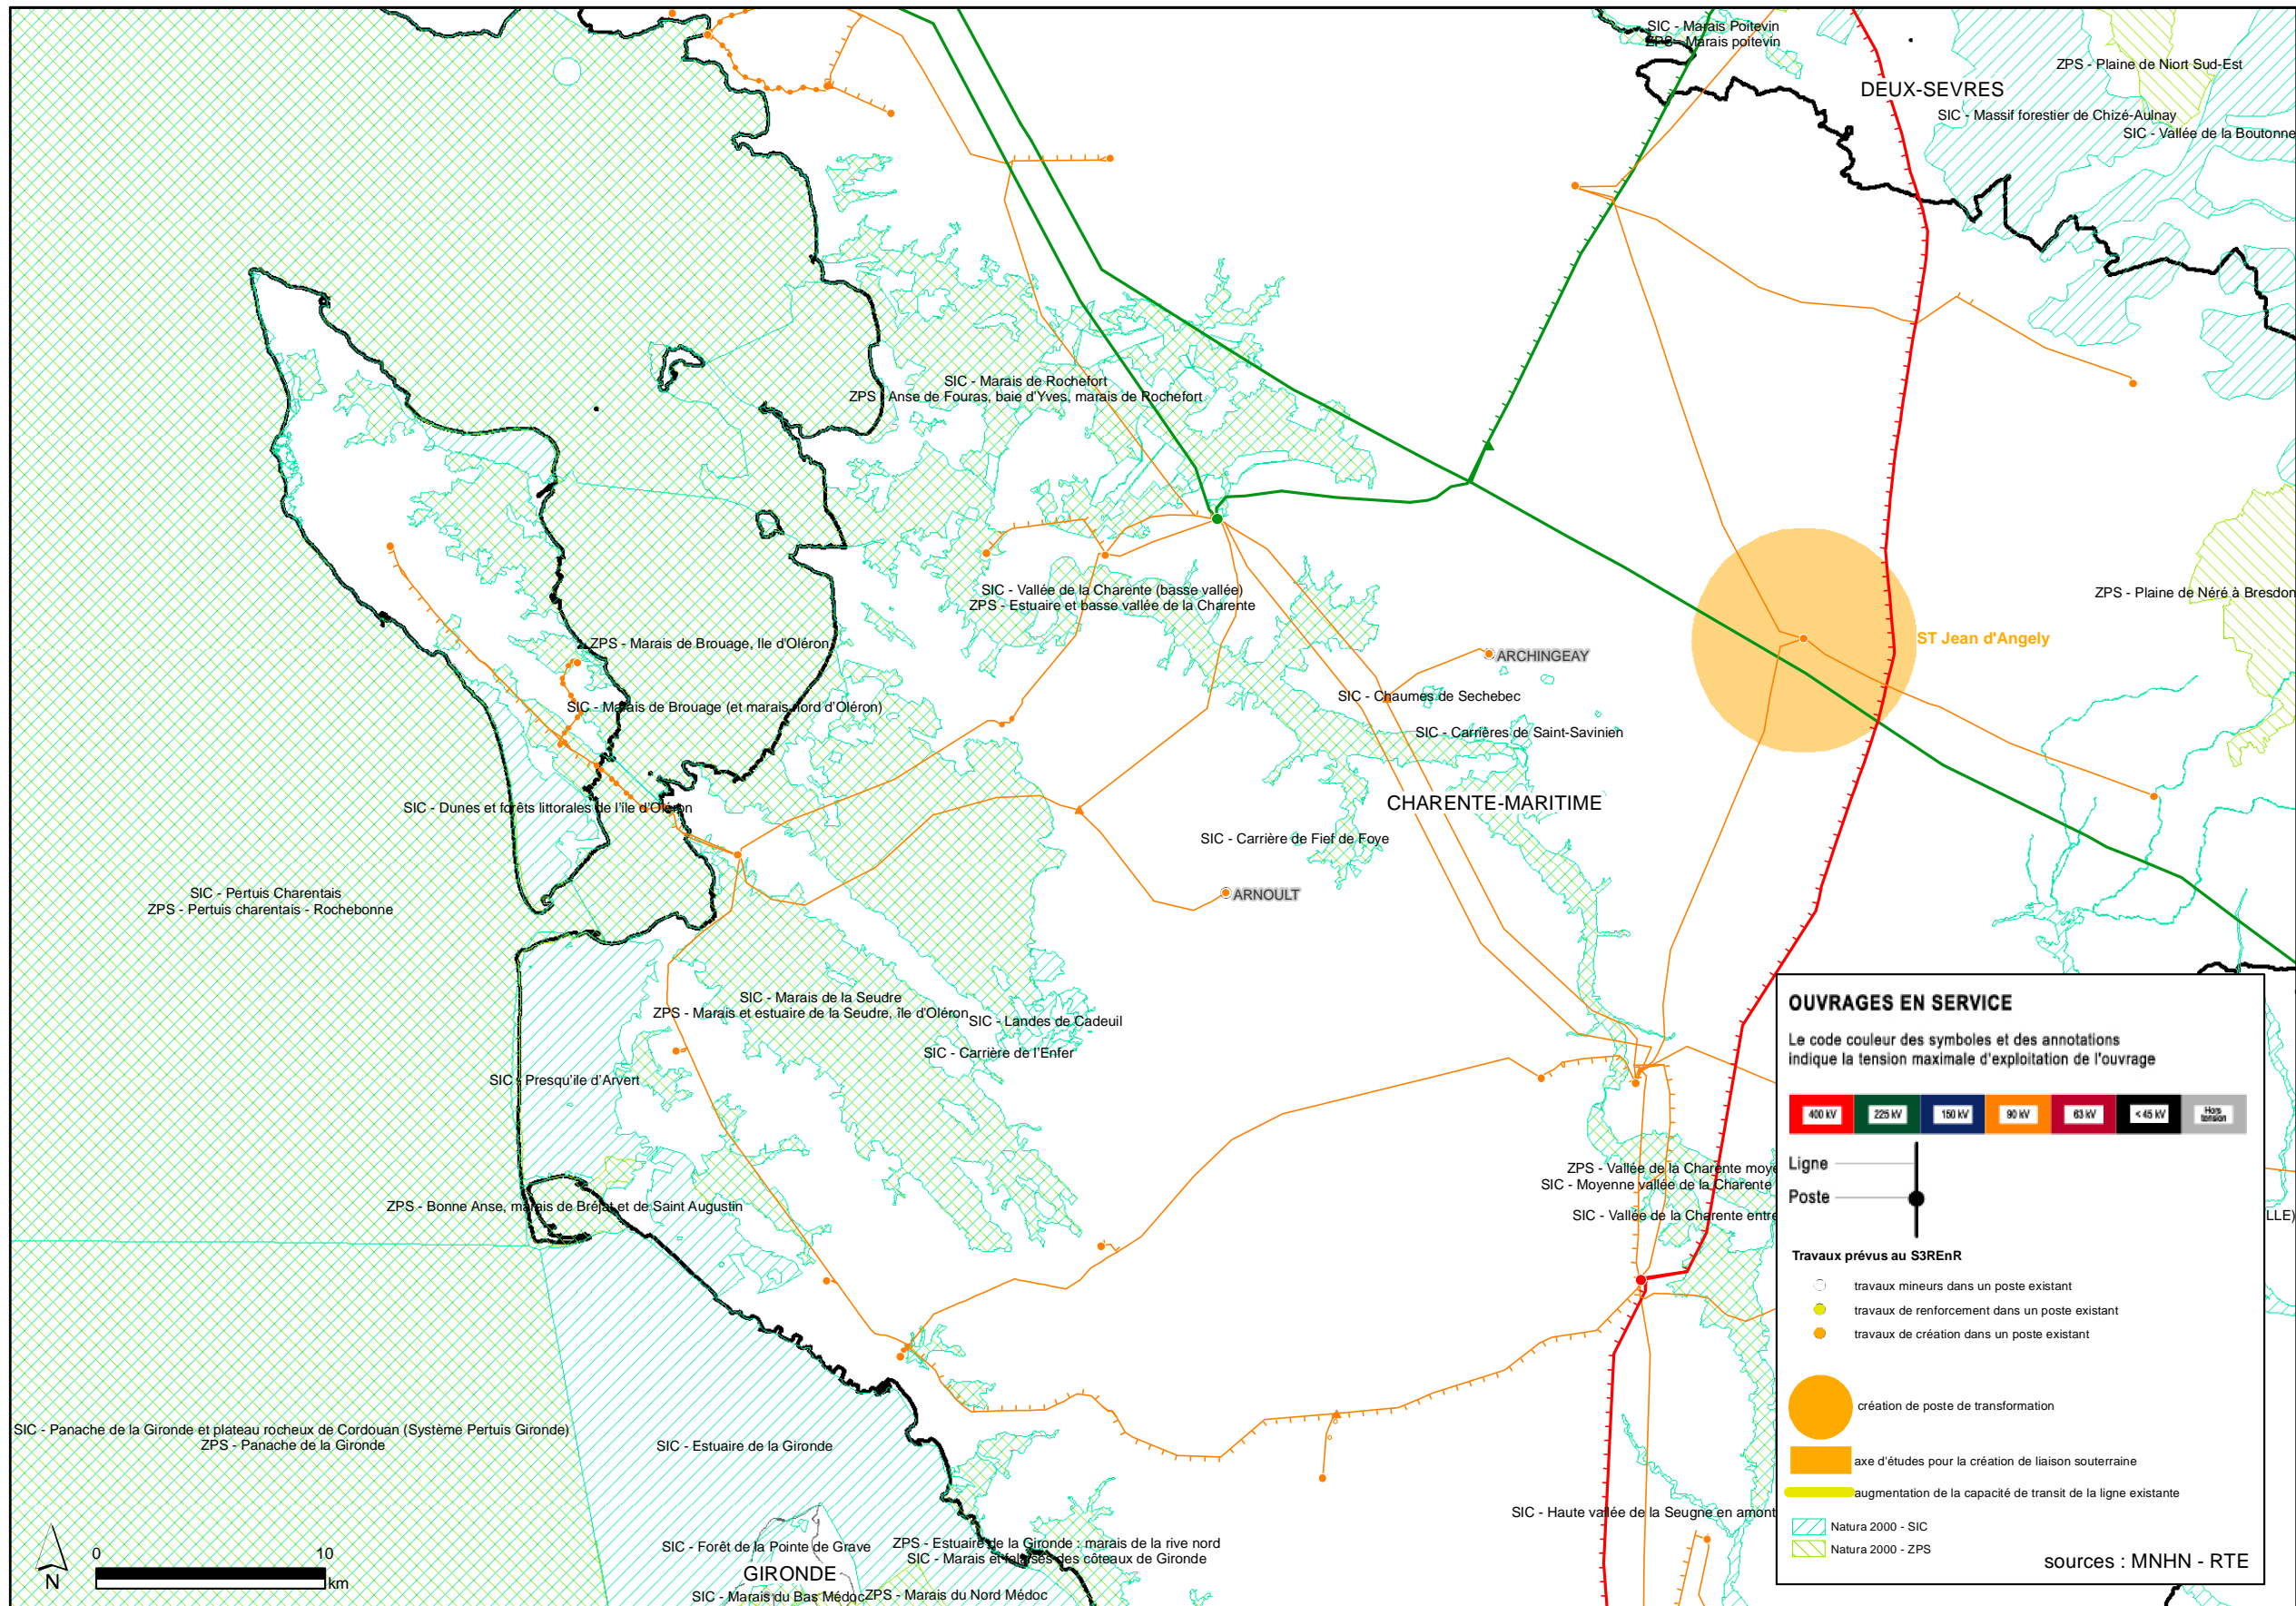 SIC - Marais Poitevin
ZPS - Marais poitevin
ZPS - Plaine de Niort Sud-Est
DEUX-SEVRES
SIC - Massif forestier de Chizé-Aulnay
SIC - Vallée de la Boutonne
SIC - Marais de Rochefort
ZPS - Anse de Fouras, baie d'Yves, marais de Rochefort
SIC - Vallée de la Charente (basse vallée)
ZPS - Estuaire et basse vallée de la Charente
ZPS - Plaine de Néré à Bresdon
ZPS - Marais de Brouage, Ile d'Oléron
ST Jean d'Angely
ARCHINGEAY
SIC - Chaumes de Sechebec
SIC - Marais de Brouage (et marais nord d'Oléron)
SIC - Carrières de Saint-Savinien
SIC - Dunes et forêts littorales de l'île d'Oléron
CHARENTE-MARITIME
SIC - Carrière de Fief de Foye
SIC - Pertuis Charentais
ZPS - Pertuis charentais - Rochebonne
ARNOULT
SIC - Marais de la Seudre
ZPS - Marais et estuaire de la Seudre, île d'Oléron
SIC - Landes de Cadeuil
SIC - Carrière de l'Enfer
SIC - Presqu'ile d'Arvert
ZPS - Vallée de la Charente moye
SIC - Moyenne vallée de la Charente
SIC - Vallée de la Charente entre
LLE)
ZPS - Bonne Anse, marais de Bréjat et de Saint Augustin
SIC - Panache de la Gironde et plateau rocheux de Cordouan (Système Pertuis Gironde)
ZPS - Panache de la Gironde
SIC - Estuaire de la Gironde
SIC - Haute vallée de la Seugne en amont
SIC - Forêt de la Pointe de Grave
ZPS - Estuaire de la Gironde : marais de la rive nord
SIC - Marais et falaises des côteaux de Gironde
GIRONDE
SIC - Marais du Bas Médoc
ZPS - Marais du Nord Médoc
N
0 10
km
OUVRAGES EN SERVICE
Le code couleur des symboles et des annotations
indique la tension maximale d'exploitation de l'ouvrage
400 kV 225 kV 150 kV 90 kV 63 kV < 45 kV Hors tension
Ligne
Poste
Travaux prévus au S3REnR
travaux mineurs dans un poste existant
travaux de renforcement dans un poste existant
travaux de création dans un poste existant
création de poste de transformation
axe d'études pour la création de liaison souterraine
augmentation de la capacité de transit de la ligne existante
Natura 2000 - SIC
Natura 2000 - ZPS
sources : MNHN - RTE